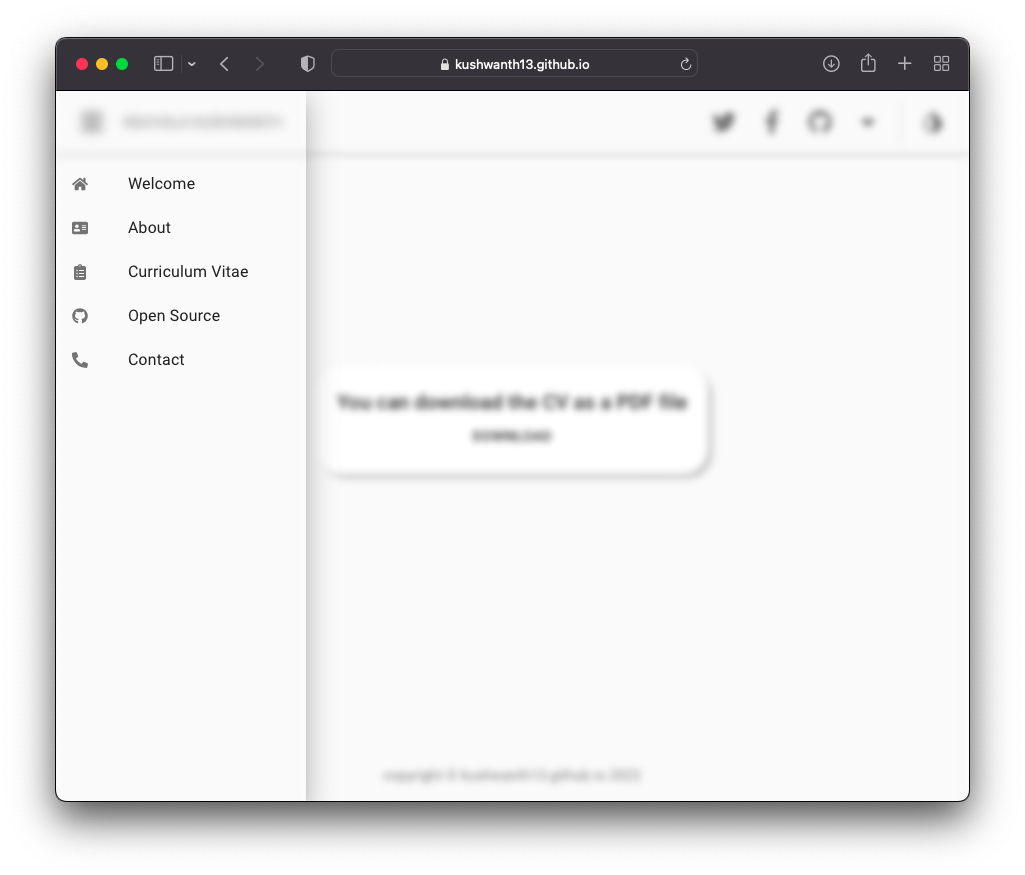 kushwanth13.github.io
Welcome
About
Curriculum Vitae
Open Source
Contact
You can download the CV as a PDF file
DOWNLOAD
copyright © kushwanth13.github.io 2022